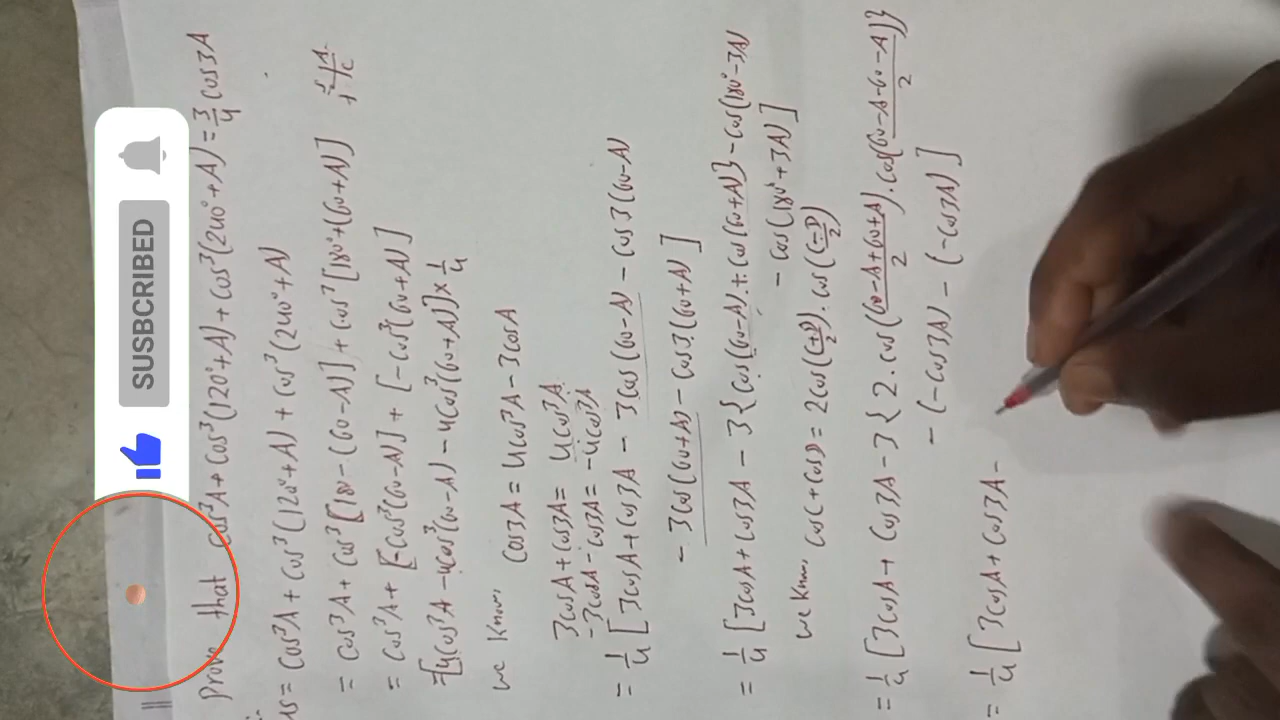 SUSBCRIBED
Prove that cos³A + cos³(120°+A) + cos³(240°+A) = 3/4 cos3A
= cos³A + cos³(120+A) + cos³(240°+A)
= cos³A + cos³[180-(60-A)] + cos³[180°+(60+A)]
= cos³A + [-cos³(60-A)] + [-cos³(60+A)]
=[4cos³A - 4cos³(60-A) - 4cos³(60+A)] × 1/4
we know, cos3A = 4cos³A - 3cosA
3cosA + cos3A = 4cos³A
-3cosA - cos3A = -4cos³A
= 1/4 [3cosA + cos3A - 3cos(60-A) - cos3(60-A)
- 3cos(60+A) - cos3(60+A)]
= 1/4 [3cosA + cos3A - 3{cos(60-A) + cos(60+A)} - cos(180°-3A)
- cos(180°+3A)]
we know, cosC + cosD = 2cos((C+D)/2).cos((C-D)/2)
= 1/4 [3cosA + cos3A - 3{2.cos((60-A+60+A)/2).cos((60-A-60-A)/2)}
- (-cos3A) - (-cos3A)]
= 1/4 [3cosA + cos3A -